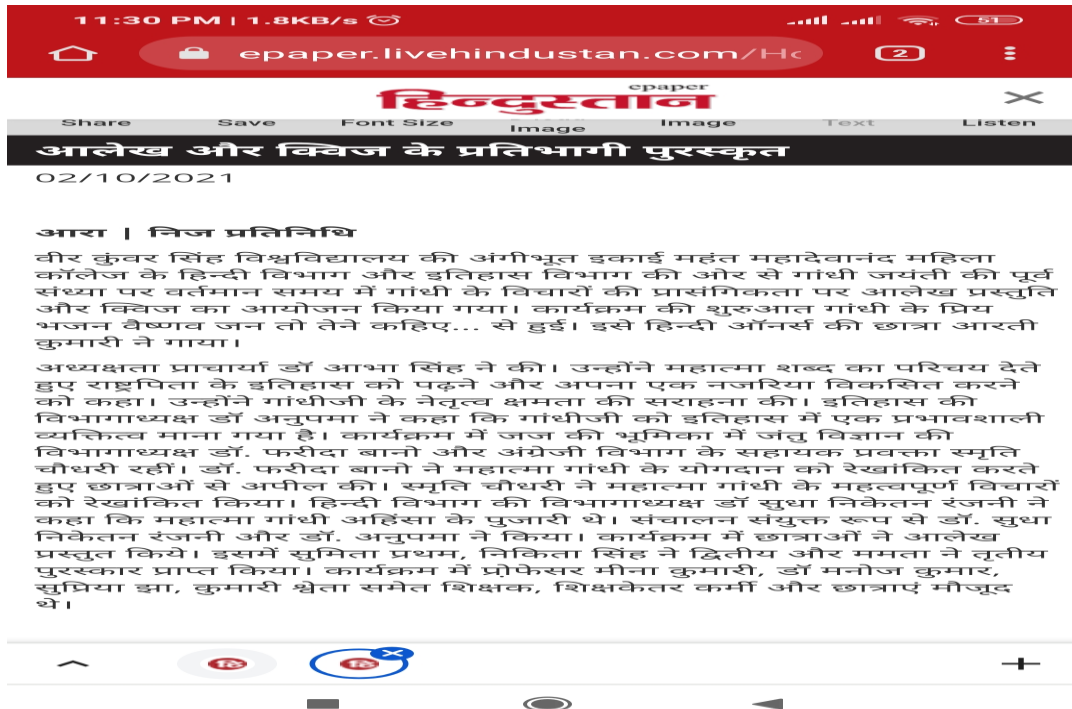 11:30 PM | 1.8KB/s
51
epaper.livehindustan.com/Hc
2
epaper
हिन्दुस्तान
Share Save Font Size Image Image Text Listen
आलेख और क्विज के प्रतिभागी पुरस्कृत
02/10/2021
आरा | निज प्रतिनिधि
वीर कुंवर सिंह विश्वविद्यालय की अंगीभूत इकाई महंत महादेवानंद महिला
कॉलेज के हिन्दी विभाग और इतिहास विभाग की ओर से गांधी जयंती की पूर्व
संध्या पर वर्तमान समय में गांधी के विचारों की प्रासंगिकता पर आलेख प्रस्तुति
और क्विज का आयोजन किया गया। कार्यक्रम की शुरुआत गांधी के प्रिय
भजन वैष्णव जन तो तेने कहिए... से हुई। इसे हिन्दी ऑनर्स की छात्रा आरती
कुमारी ने गाया।
अध्यक्षता प्राचार्या डॉ आभा सिंह ने की। उन्होंने महात्मा शब्द का परिचय देते
हुए राष्ट्रपिता के इतिहास को पढ़ने और अपना एक नजरिया विकसित करने
को कहा। उन्होंने गांधीजी के नेतृत्व क्षमता की सराहना की। इतिहास की
विभागाध्यक्ष डॉ अनुपमा ने कहा कि गांधीजी को इतिहास में एक प्रभावशाली
व्यक्तित्व माना गया है। कार्यक्रम में जज की भूमिका में जंतु विज्ञान की
विभागाध्यक्ष डॉ. फरीदा बानो और अंग्रेजी विभाग के सहायक प्रवक्ता स्मृति
चौधरी रहीं। डॉ. फरीदा बानो ने महात्मा गांधी के योगदान को रेखांकित करते
हुए छात्राओं से अपील की। स्मृति चौधरी ने महात्मा गांधी के महत्वपूर्ण विचारों
को रेखांकित किया। हिन्दी विभाग की विभागाध्यक्ष डॉ सुधा निकेतन रंजनी ने
कहा कि महात्मा गांधी अहिंसा के पुजारी थे। संचालन संयुक्त रूप से डॉ. सुधा
निकेतन रंजनी और डॉ. अनुपमा ने किया। कार्यक्रम में छात्राओं ने आलेख
प्रस्तुत किये। इसमें सुमिता प्रथम, निकिता सिंह ने द्वितीय और ममता ने तृतीय
पुरस्कार प्राप्त किया। कार्यक्रम में प्रो़फेसर मीना कुमारी, डॉ मनोज कुमार,
सुप्रिया झा, कुमारी श्वेता समेत शिक्षक, शिक्षकेतर कर्मी और छात्राएं मौजूद
थे।
हि
हि